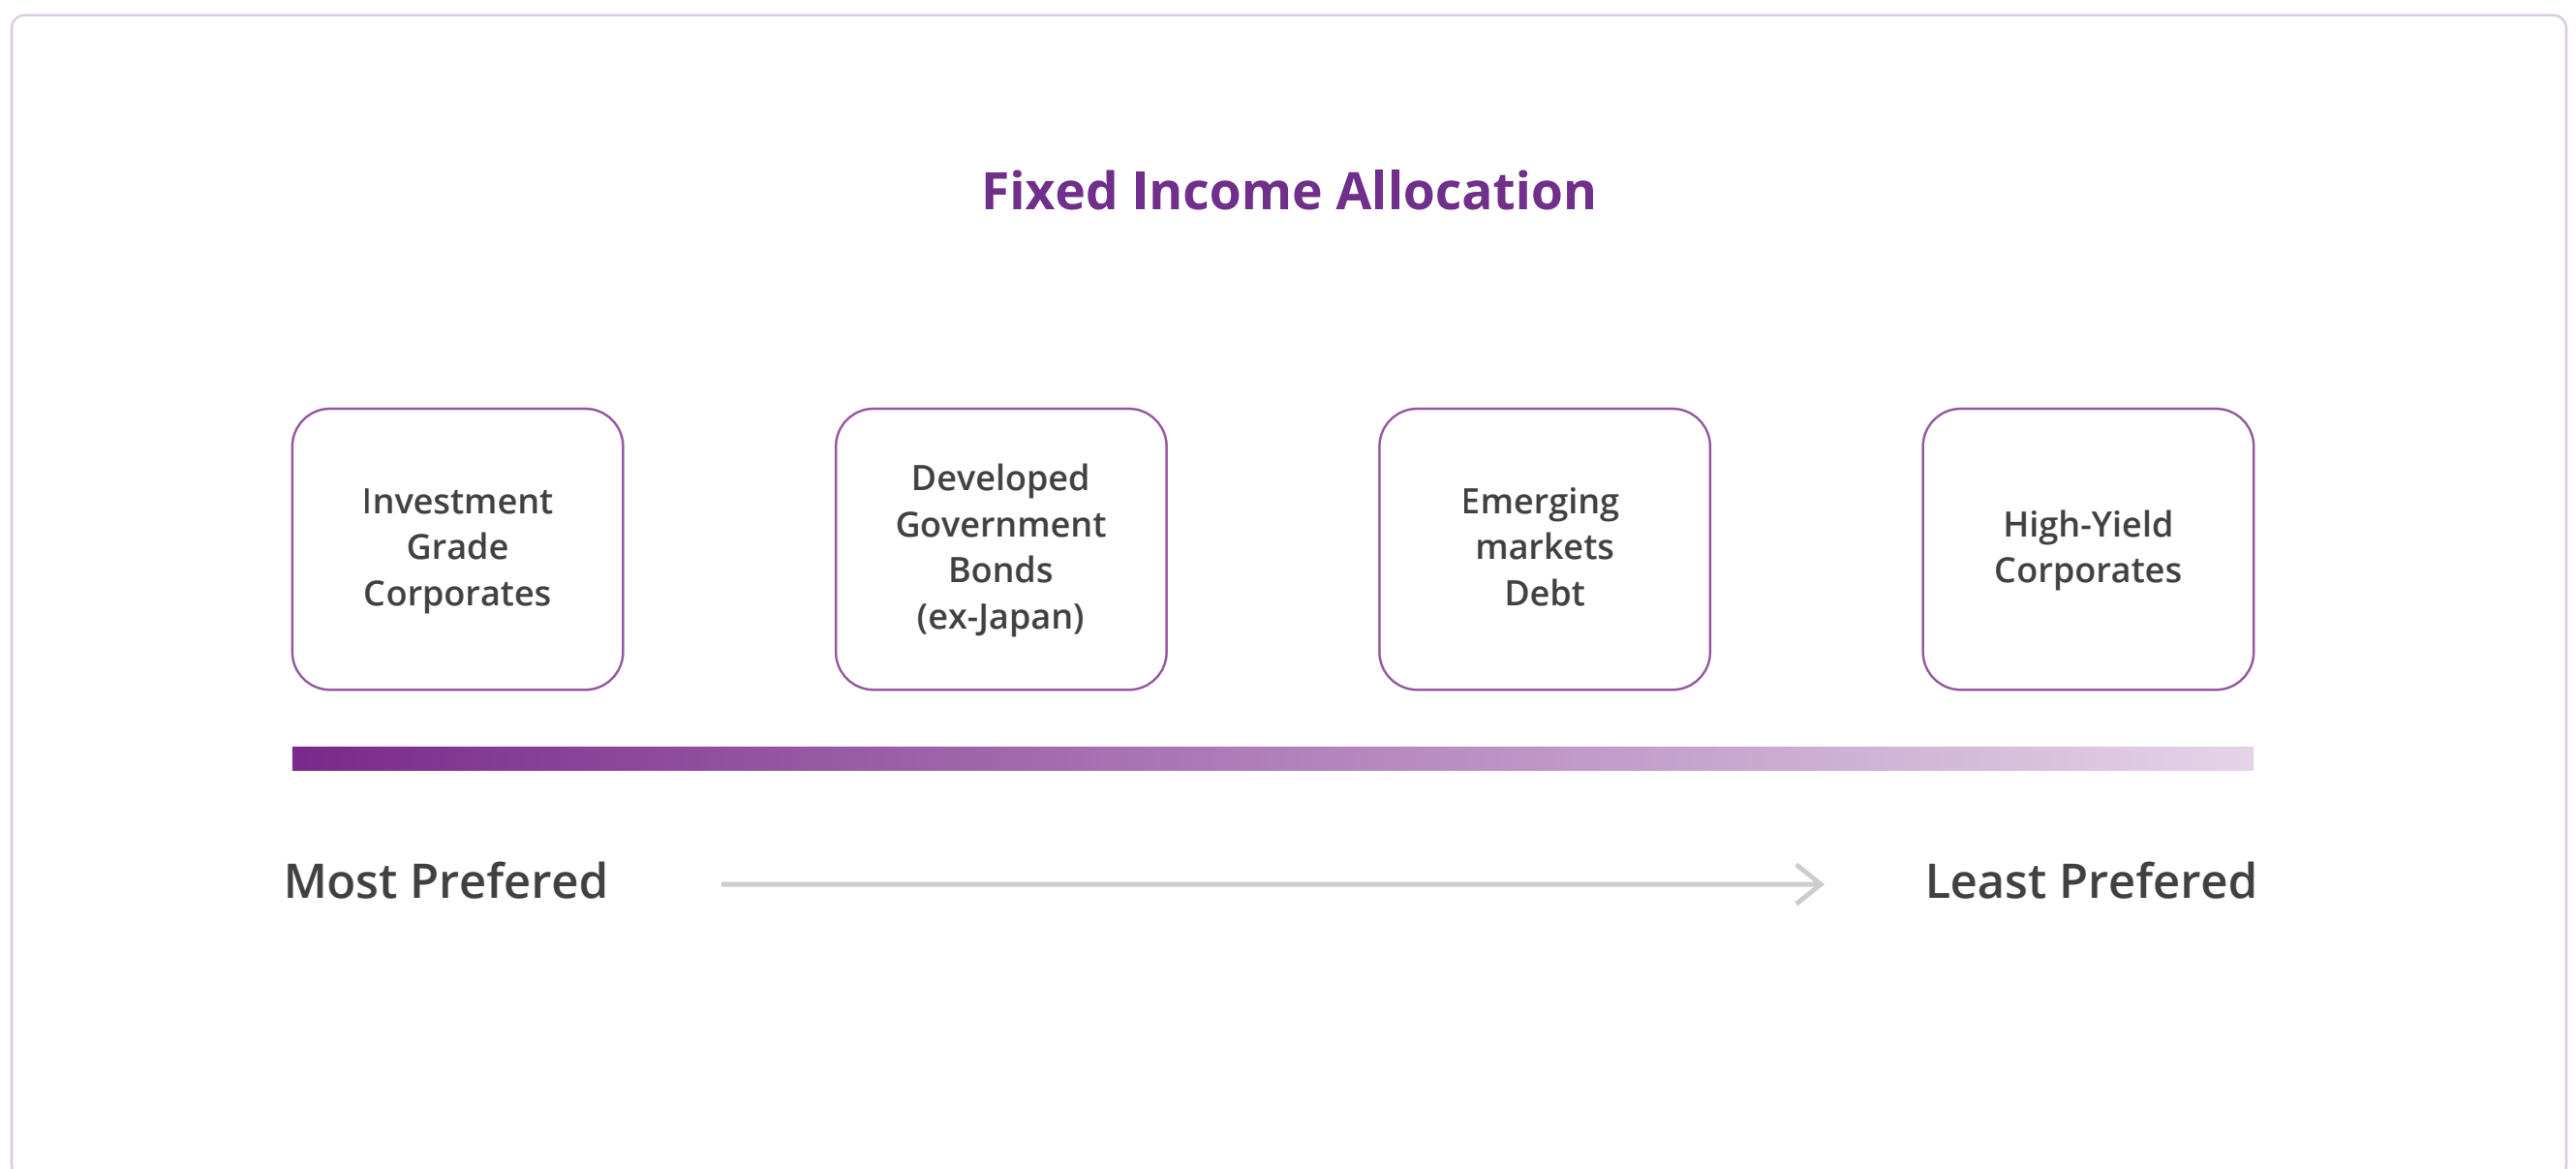 Fixed Income Allocation
Investment
Grade
Corporates
Developed
Government
Bonds
(ex-Japan)
Emerging
markets
Debt
High-Yield
Corporates
Most Prefered
Least Prefered